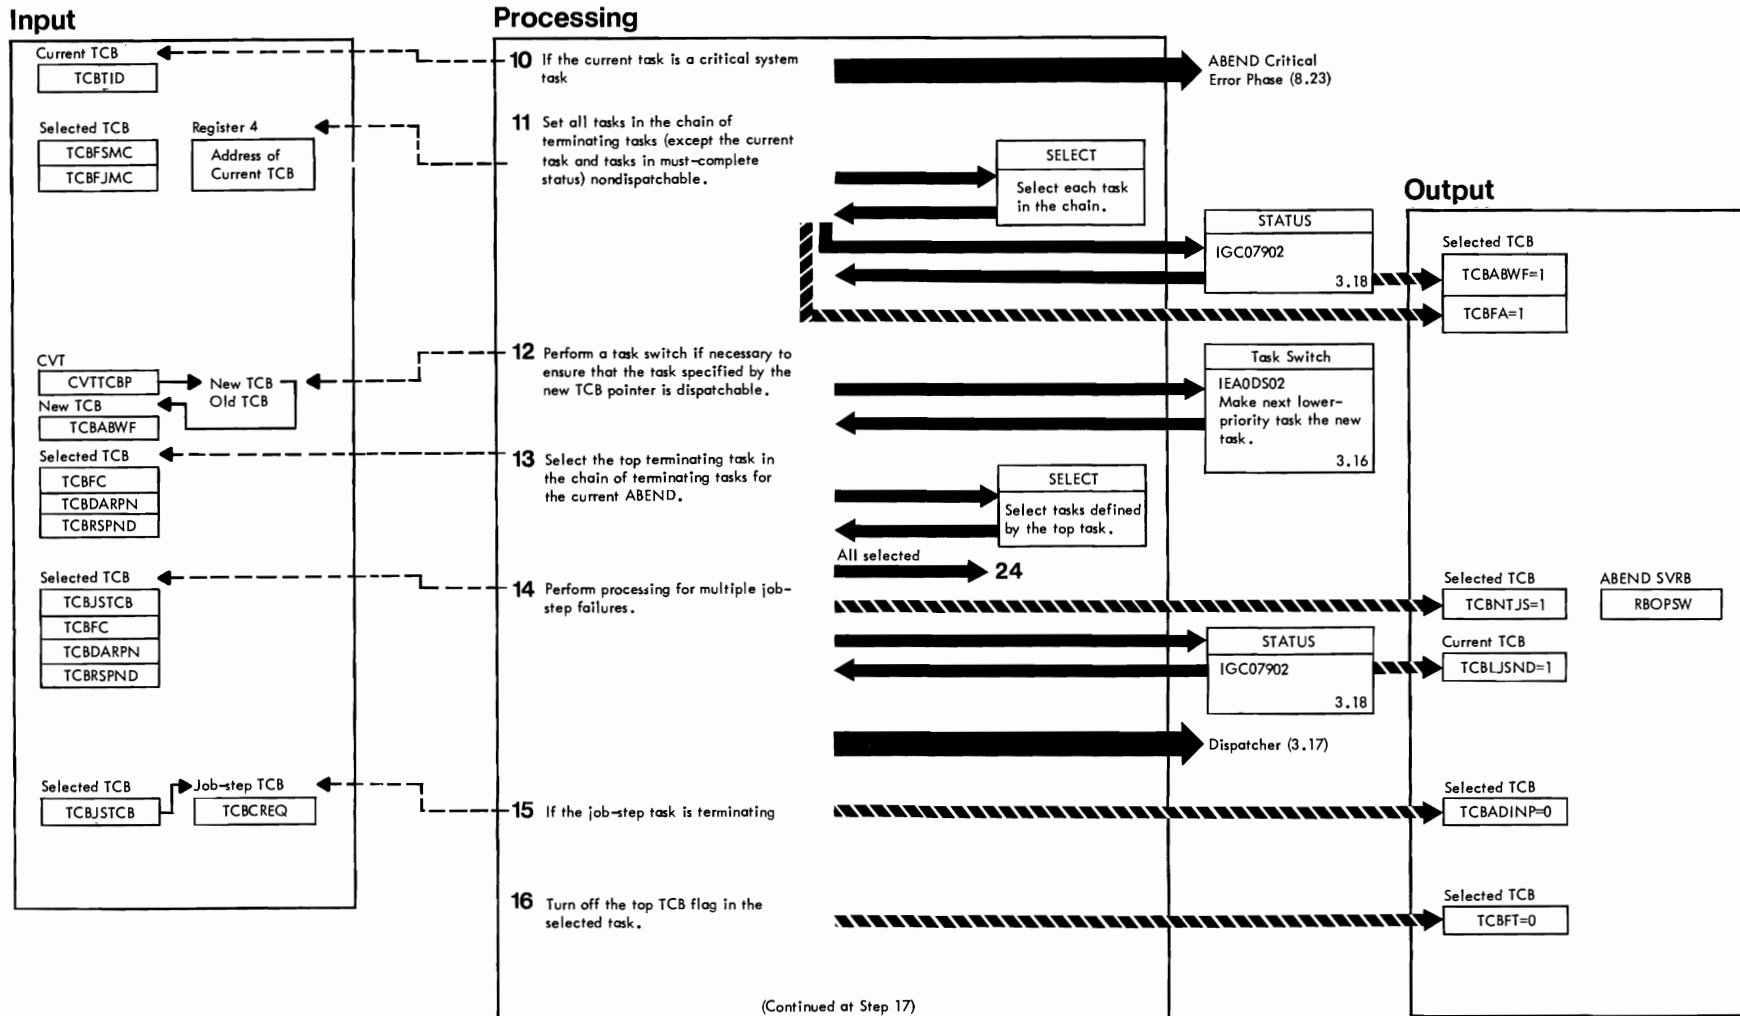 Input
Processing
Current TCB
TCBTID
10 If the current task is a critical system
task
ABEND Critical
Error Phase (8.23)
Selected TCB
TCBFSMC
TCBFJMC
Register 4
Address of
Current TCB
11 Set all tasks in the chain of
terminating tasks (except the current
task and tasks in must-complete
status) nondispatchable.
SELECT
Select each task
in the chain.
Output
STATUS
IGC07902
3.18
Selected TCB
TCBABWF=1
TCBFA=1
CVT
CVTTCBP
New TCB
Old TCB
New TCB
TCBABWF
12 Perform a task switch if necessary to
ensure that the task specified by the
new TCB pointer is dispatchable.
Task Switch
IEA0DS02
Make next lower-
priority task the new
task.
3.16
Selected TCB
TCBFC
TCBDARPN
TCBRSPND
13 Select the top terminating task in
the chain of terminating tasks for
the current ABEND.
SELECT
Select tasks defined
by the top task.
All selected
24
Selected TCB
TCBJSTCB
TCBFC
TCBDARPN
TCBRSPND
14 Perform processing for multiple job-
step failures.
Selected TCB
TCBNTJS=1
ABEND SVRB
RBOPSW
STATUS
IGC07902
3.18
Current TCB
TCBLJSND=1
Dispatcher (3.17)
Selected TCB
TCBJSTCB
Job-step TCB
TCBCREQ
15 If the job-step task is terminating
Selected TCB
TCBADINP=0
16 Turn off the top TCB flag in the
selected task.
Selected TCB
TCBFT=0
(Continued at Step 17)